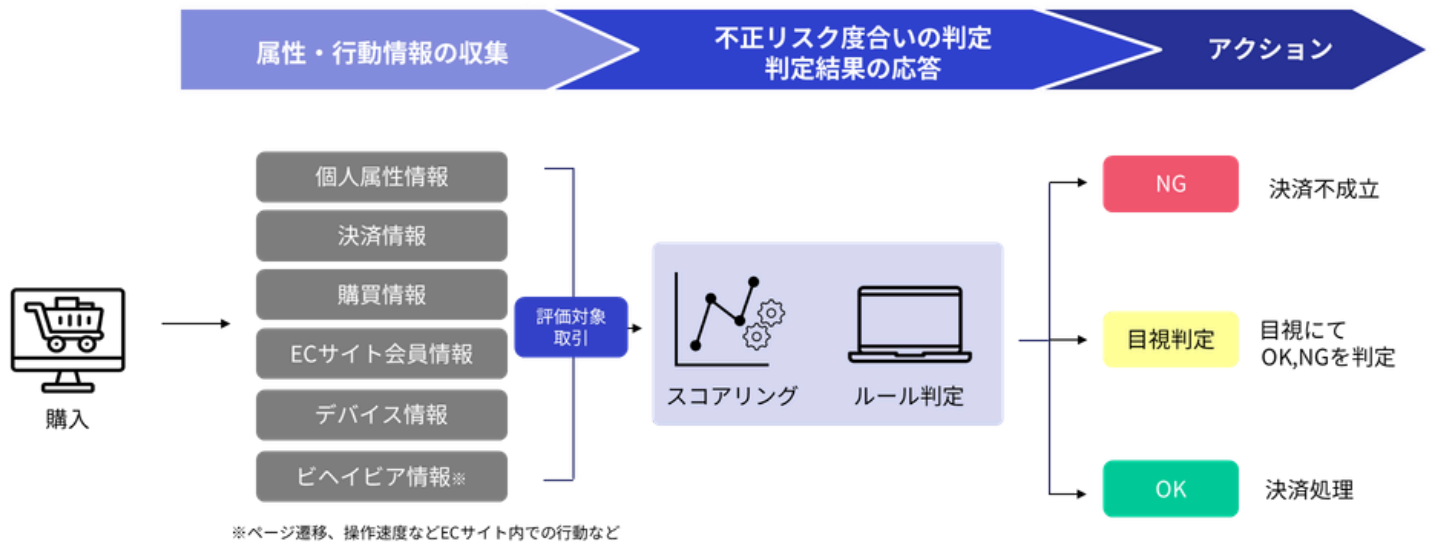 属性・行動情報の収集
不正リスク度合いの判定
判定結果の応答
アクション
購入
個人属性情報
決済情報
購買情報
ECサイト会員情報
デバイス情報
ビヘイビア情報※
※ページ遷移、操作速度などECサイト内での行動など
評価対象
取引
スコアリング
ルール判定
NG
決済不成立
目視判定
目視にて
OK,NGを判定
OK
決済処理